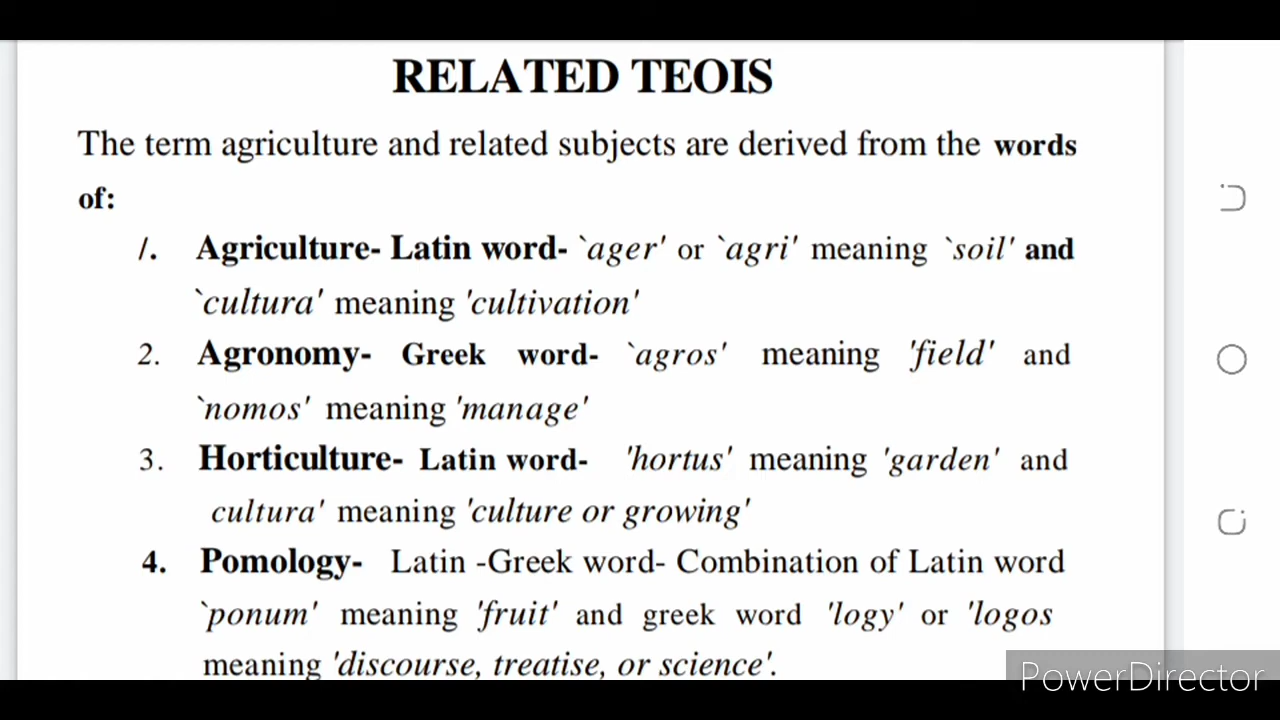 RELATED TEOIS
The term agriculture and related subjects are derived from the words
of:
/. Agriculture- Latin word- `ager' or `agri' meaning `soil' and
`cultura' meaning 'cultivation'
2. Agronomy- Greek word- `agros' meaning 'field' and
`nomos' meaning 'manage'
3. Horticulture- Latin word- 'hortus' meaning 'garden' and
cultura' meaning 'culture or growing'
4. Pomology- Latin -Greek word- Combination of Latin word
`ponum' meaning 'fruit' and greek word 'logy' or 'logos
meaning 'discourse, treatise, or science'.
PowerDirector